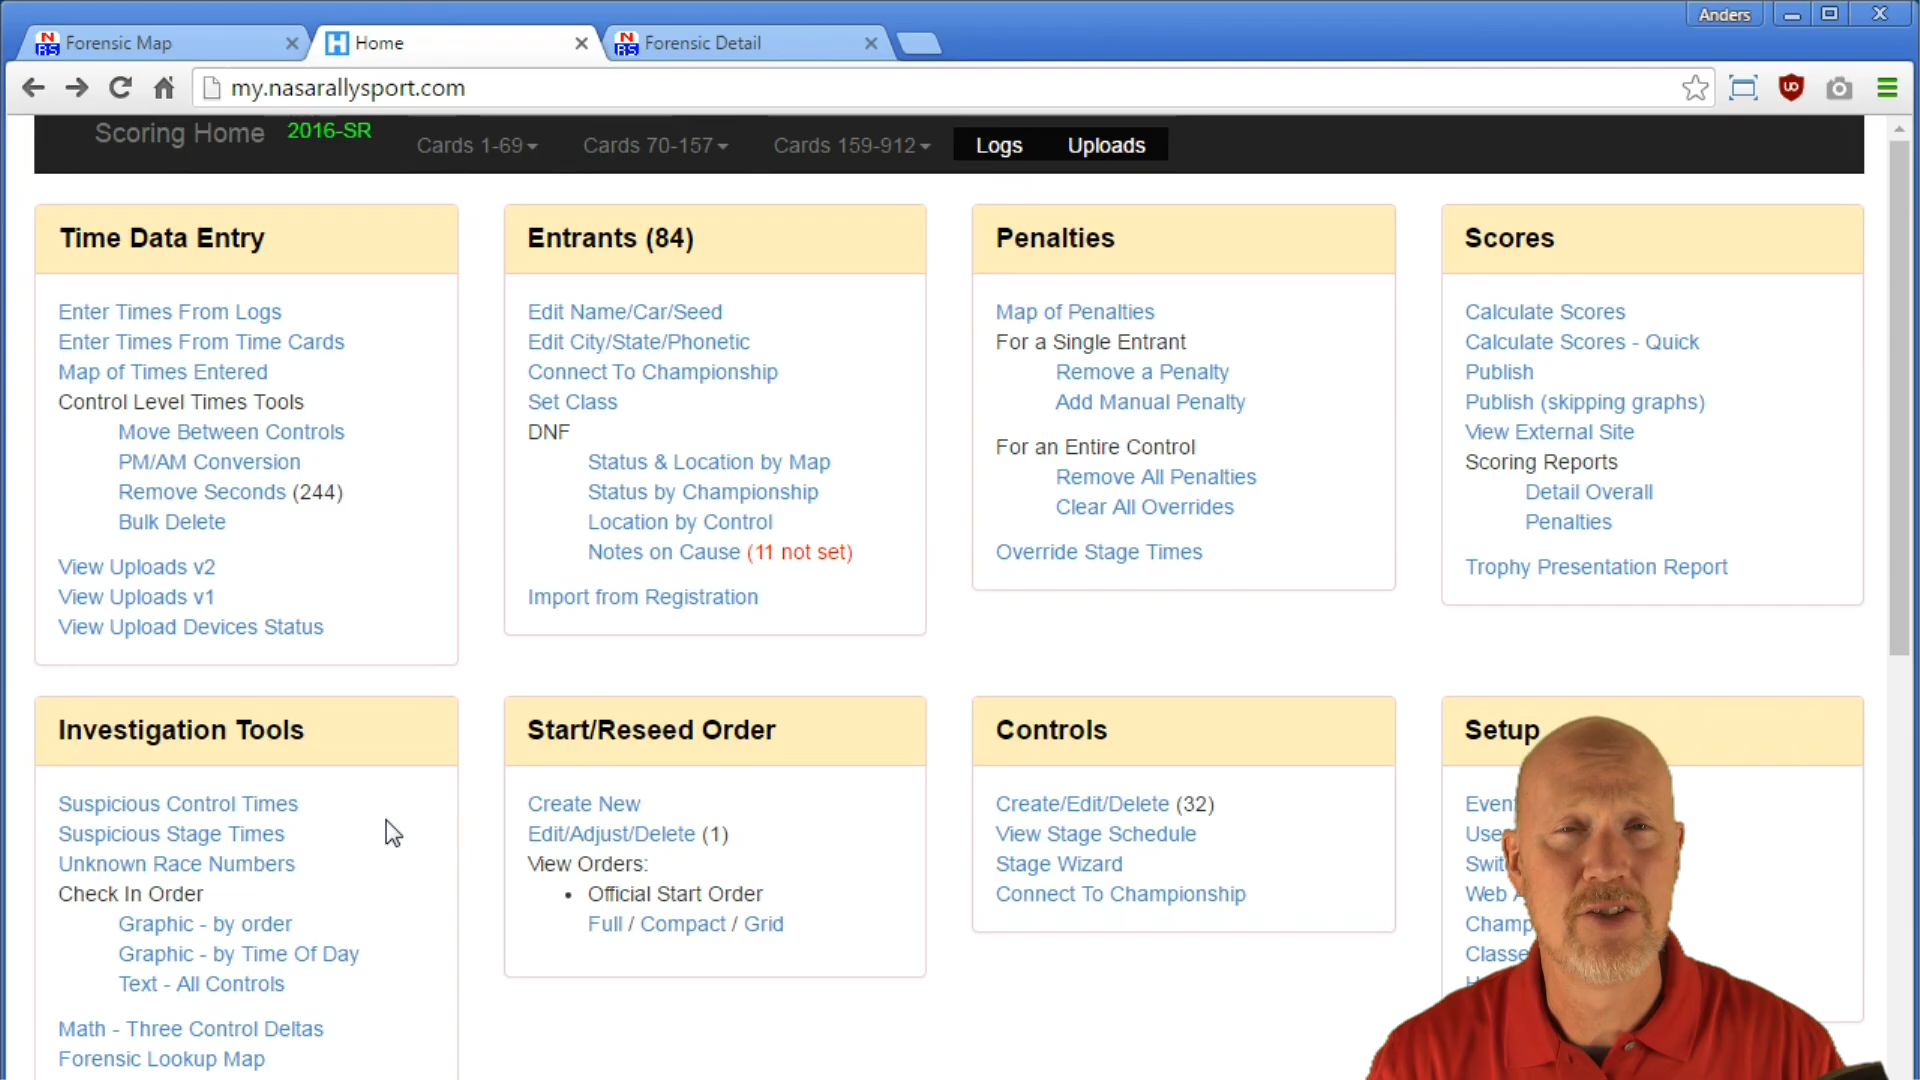 Anders
Forensic Map
Home
Forensic Detail
my.nasarallysport.com
Scoring Home 2016-SR Cards 1-69 Cards 70-157 Cards 159-912 Logs Uploads
Time Data Entry
Enter Times From Logs
Enter Times From Time Cards
Map of Times Entered
Control Level Times Tools
Move Between Controls
PM/AM Conversion
Remove Seconds (244)
Bulk Delete
View Uploads v2
View Uploads v1
View Upload Devices Status
Entrants (84)
Edit Name/Car/Seed
Edit City/State/Phonetic
Connect To Championship
Set Class
DNF
Status & Location by Map
Status by Championship
Location by Control
Notes on Cause (11 not set)
Import from Registration
Penalties
Map of Penalties
For a Single Entrant
Remove a Penalty
Add Manual Penalty
For an Entire Control
Remove All Penalties
Clear All Overrides
Override Stage Times
Scores
Calculate Scores
Calculate Scores - Quick
Publish
Publish (skipping graphs)
View External Site
Scoring Reports
Detail Overall
Penalties
Trophy Presentation Report
Investigation Tools
Suspicious Control Times
Suspicious Stage Times
Unknown Race Numbers
Check In Order
Graphic - by order
Graphic - by Time Of Day
Text - All Controls
Math - Three Control Deltas
Forensic Lookup Map
Start/Reseed Order
Create New
Edit/Adjust/Delete (1)
View Orders:
• Official Start Order
Full / Compact / Grid
Controls
Create/Edit/Delete (32)
View Stage Schedule
Stage Wizard
Connect To Championship
Setup
Web